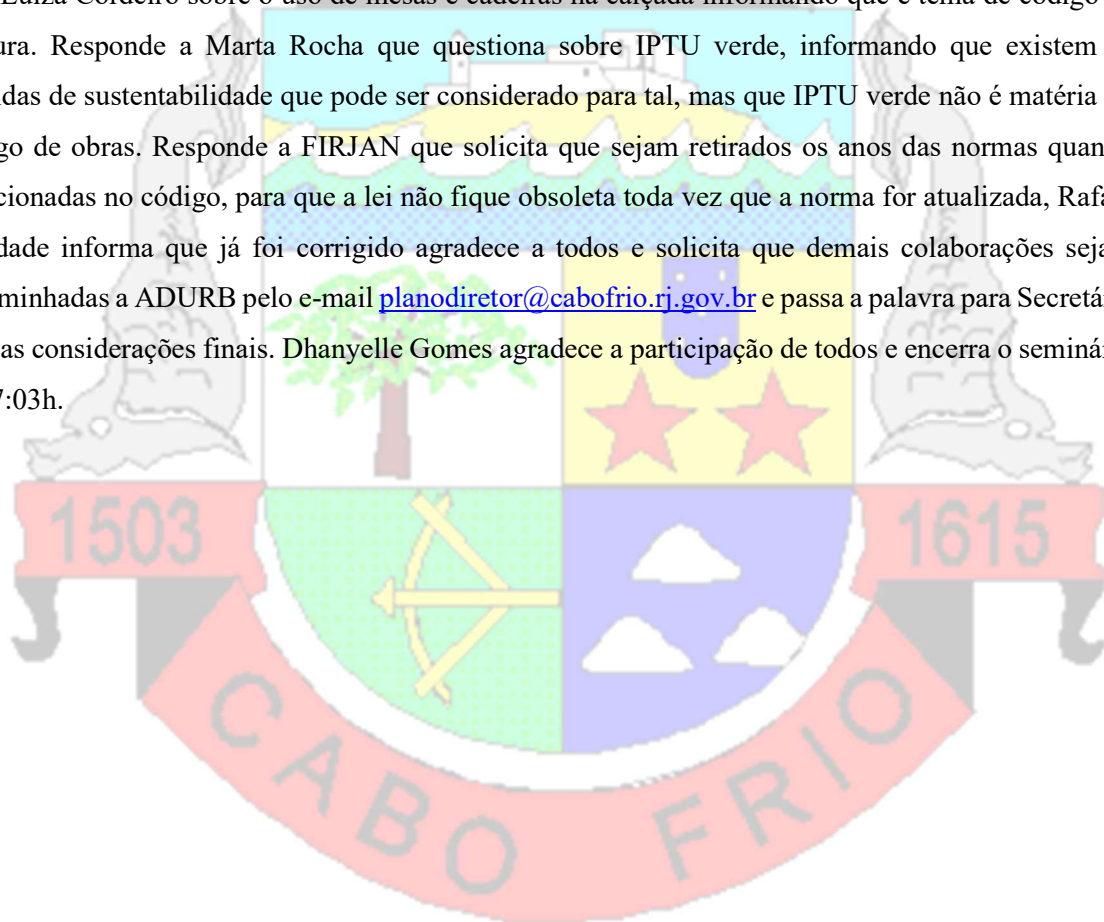 Luiza Cordeiro sobre o uso de mesas e cadeiras na calçada informando que é tema de código
ura. Responde a Marta Rocha que questiona sobre IPTU verde, informando que existem
das de sustentabilidade que pode ser considerado para tal, mas que IPTU verde não é matéria
go de obras. Responde a FIRJAN que solicita que sejam retirados os anos das normas quan
cionadas no código, para que a lei não fique obsoleta toda vez que a norma for atualizada, Rafa
dade informa que já foi corrigido agradece a todos e solicita que demais colaborações seja
minhadas a ADURB pelo e-mail planodiretor@cabofrio.rj.gov.br e passa a palavra para Secretá
as considerações finais. Dhanyelle Gomes agradece a participação de todos e encerra o seminá
7:03h.
1503
1615
CABO FRIO